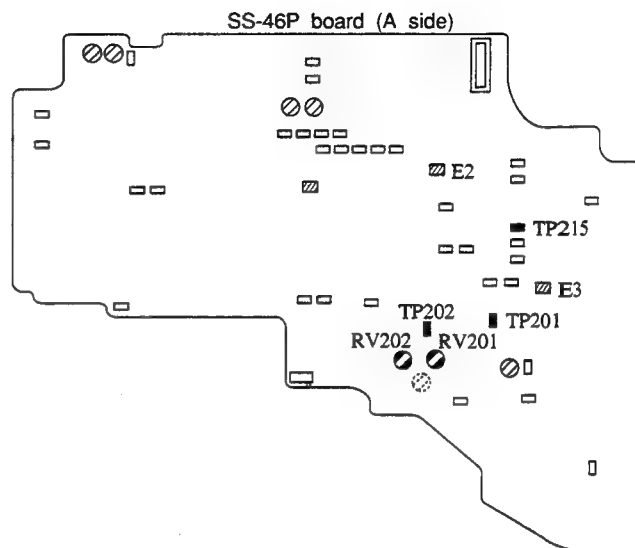 SS-46P board (A side)
E2
TP215
E3
TP202
TP201
RV202
RV201